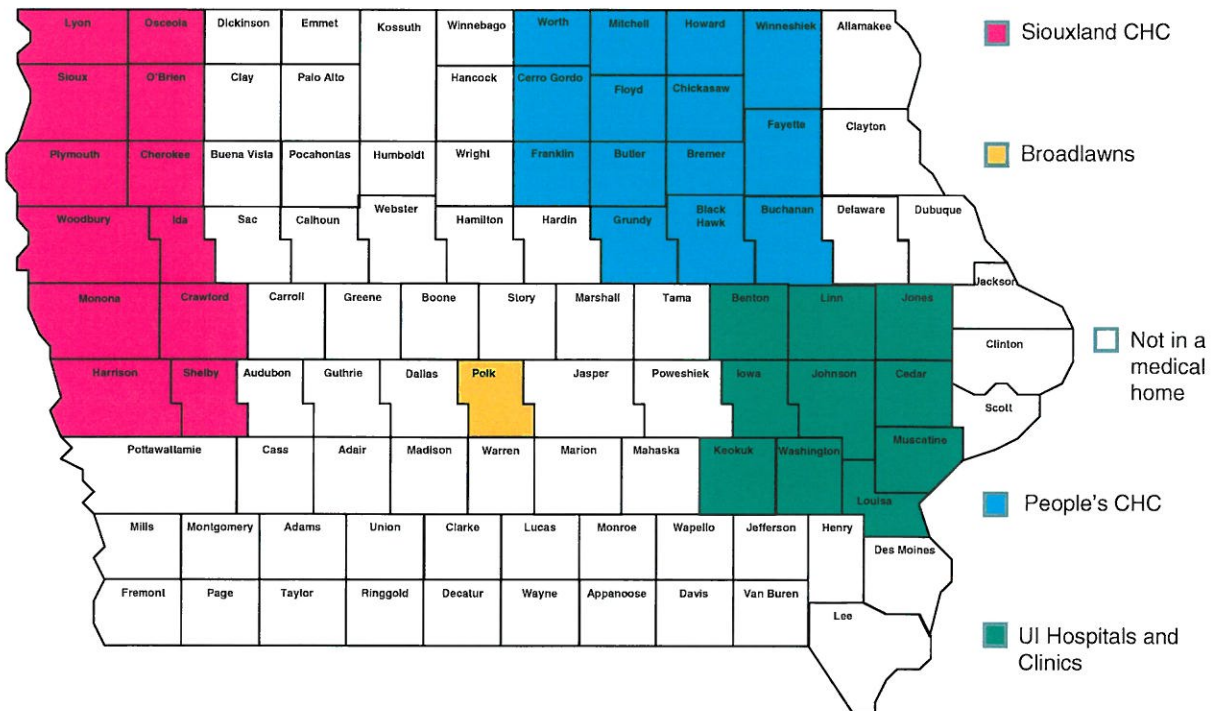 Lyon
Osceola
Dickinson
Emmet
Kossuth
Winnebago
Worth
Mitchell
Howard
Winneshiek
Allamakee
Siouxland CHC
Sioux
O'Brien
Clay
Palo Alto
Hancock
Cerro Gordo
Floyd
Chickasaw
Fayette
Clayton
Plymouth
Cherokee
Buena Vista
Pocahontas
Humboldt
Wright
Franklin
Butler
Bremer
Broadlawns
Woodbury
Ida
Sac
Calhoun
Webster
Hamilton
Hardin
Grundy
Black
Hawk
Buchanan
Delaware
Dubuque
Jackson
Monona
Crawford
Carroll
Greene
Boone
Story
Marshall
Tama
Benton
Linn
Jones
Clinton
Not in a
medical
home
Harrison
Shelby
Audubon
Guthrie
Dallas
Polk
Jasper
Poweshiek
Iowa
Johnson
Cedar
Scott
Pottawattamie
Cass
Adair
Madison
Warren
Marion
Mahaska
Keokuk
Washington
Muscatine
Louisa
People's CHC
Mills
Montgomery
Adams
Union
Clarke
Lucas
Monroe
Wapello
Jefferson
Henry
Des Moines
Fremont
Page
Taylor
Ringgold
Decatur
Wayne
Appanoose
Davis
Van Buren
Lee
UI Hospitals and
Clinics